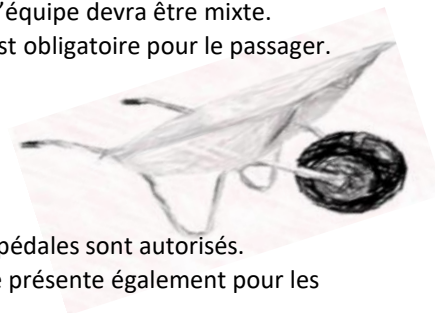 ’équipe devra être mixte.
st obligatoire pour le passager.
pédales sont autorisés.
e présente également pour les